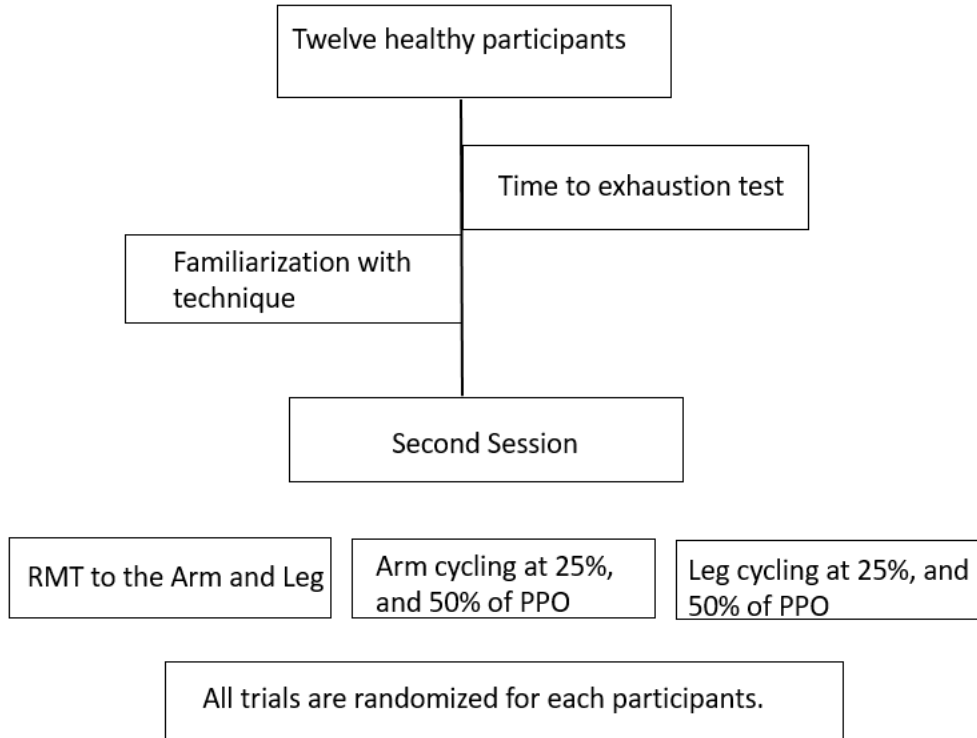 Twelve healthy participants
Time to exhaustion test
Familiarization with
technique
Second Session
RMT to the Arm and Leg
Arm cycling at 25%,
and 50% of PPO
Leg cycling at 25%, and
50% of PPO
All trials are randomized for each participants.